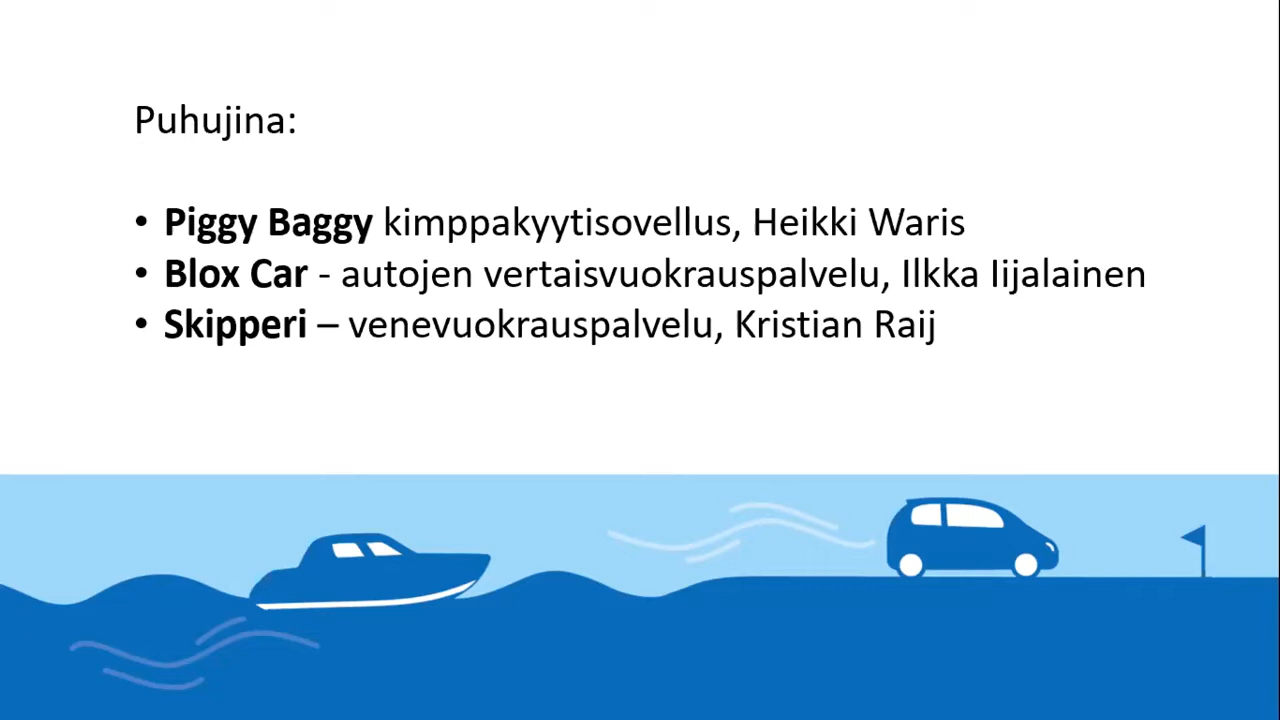 Puhujina:
• Piggy Baggy kimppakyytisovellus, Heikki Waris
• Blox Car - autojen vertaisvuokrauspalvelu, Ilkka Iijalainen
• Skipperi – venevuokrauspalvelu, Kristian Raij